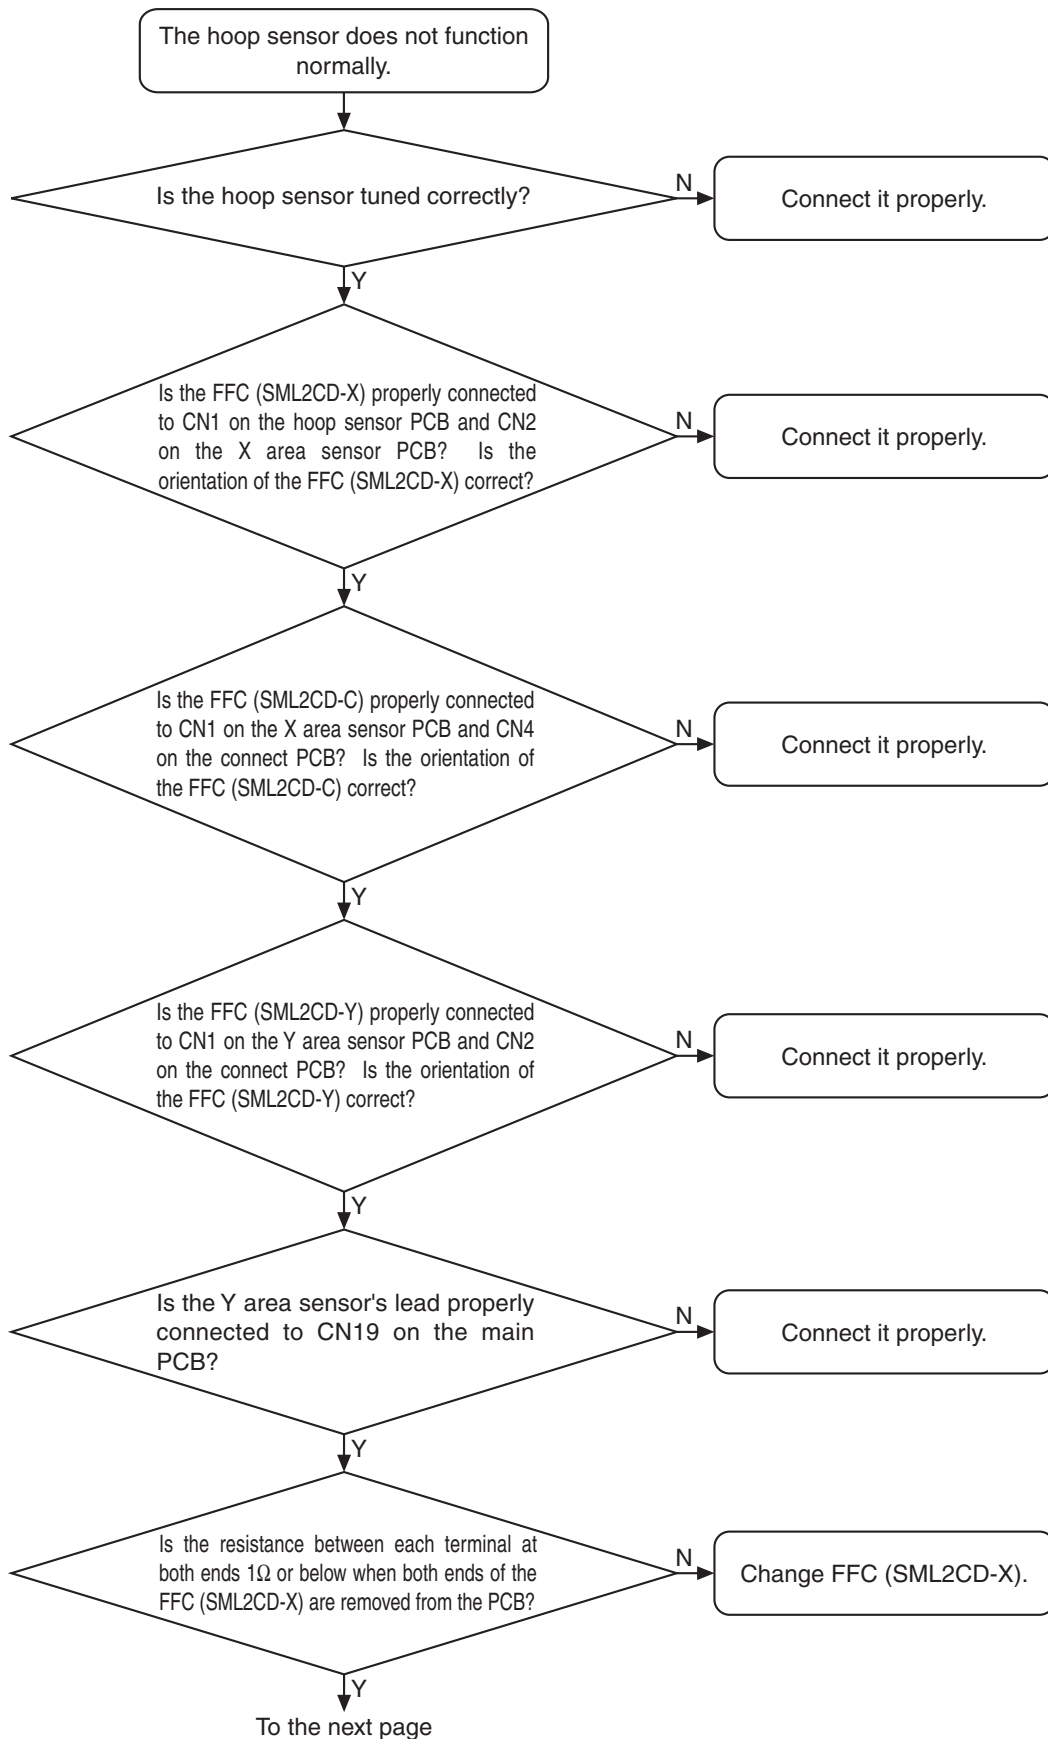 The hoop sensor does not function
normally.
Is the hoop sensor tuned correctly?
N
Connect it properly.
Y
Is the FFC (SML2CD-X) properly connected
to CN1 on the hoop sensor PCB and CN2
on the X area sensor PCB? Is the
orientation of the FFC (SML2CD-X) correct?
N
Connect it properly.
Y
Is the FFC (SML2CD-C) properly connected
to CN1 on the X area sensor PCB and CN4
on the connect PCB? Is the orientation of
the FFC (SML2CD-C) correct?
N
Connect it properly.
Y
Is the FFC (SML2CD-Y) properly connected
to CN1 on the Y area sensor PCB and CN2
on the connect PCB? Is the orientation of
the FFC (SML2CD-Y) correct?
N
Connect it properly.
Y
Is the Y area sensor's lead properly
connected to CN19 on the main
PCB?
N
Connect it properly.
Y
Is the resistance between each terminal at
both ends 1Ω or below when both ends of the
FFC (SML2CD-X) are removed from the PCB?
N
Change FFC (SML2CD-X).
Y
To the next page